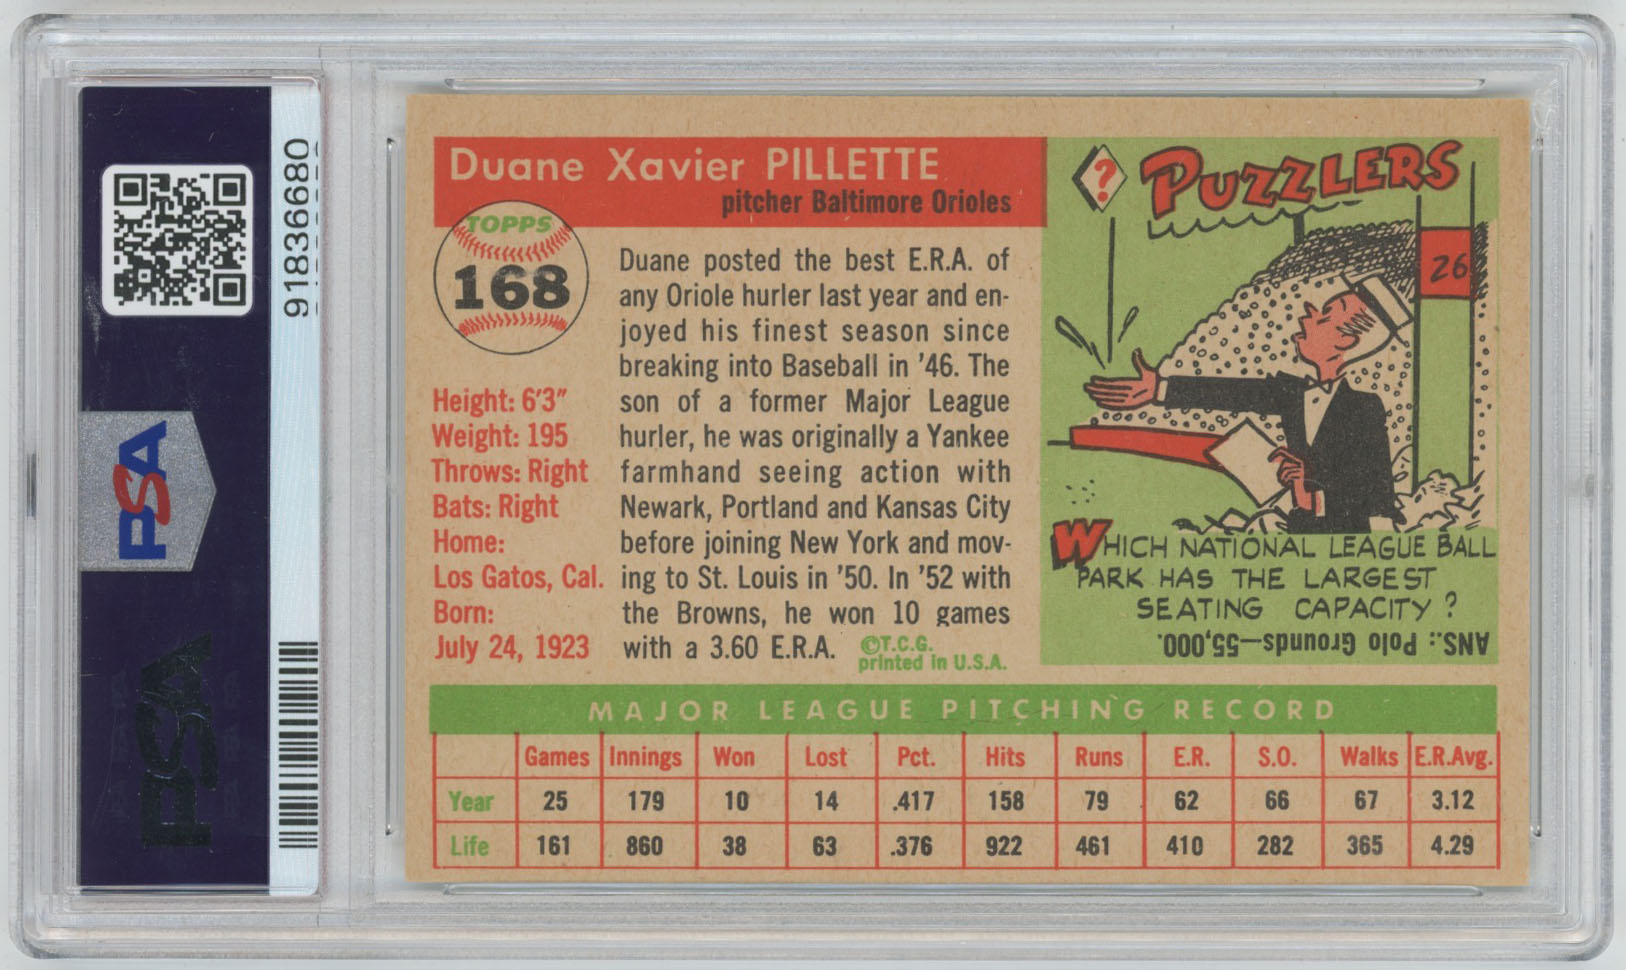 91836680
PSA
PSA
Duane Xavier PILLETTE
pitcher Baltimore Orioles
TOPPS
168
Height: 6'3"
Weight: 195
Throws: Right
Bats: Right
Home:
Los Gatos, Cal.
Born:
July 24, 1923
Duane posted the best E.R.A. of
any Oriole hurler last year and en-
joyed his finest season since
breaking into Baseball in '46. The
son of a former Major League
hurler, he was originally a Yankee
farmhand seeing action with
Newark, Portland and Kansas City
before joining New York and mov-
ing to St. Louis in '50. In '52 with
the Browns, he won 10 games
with a 3.60 E.R.A.
©T.C.G.
printed in U.S.A.
? PUZZLERS
26
WHICH NATIONAL LEAGUE BALL
PARK HAS THE LARGEST
SEATING CAPACITY?
ANS.: Polo Grounds—55,000.
MAJOR LEAGUE PITCHING RECORD
Games Innings Won Lost Pct. Hits Runs E.R. S.O. Walks E.R.Avg.
Year 25 179 10 14 .417 158 79 62 66 67 3.12
Life 161 860 38 63 .376 922 461 410 282 365 4.29